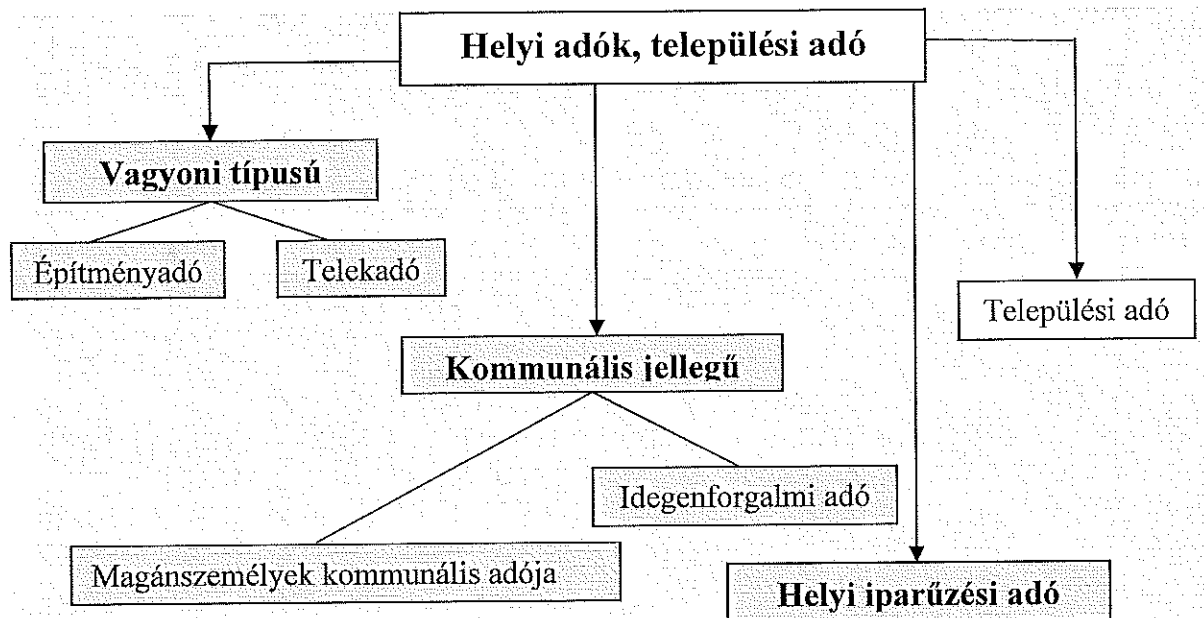 Helyi adók, települési adó
Vagyoni típusú
Építményadó
Telekadó
Települési adó
Kommunális jellegű
Idegenforgalmi adó
Magánszemélyek kommunális adója
Helyi iparűzési adó